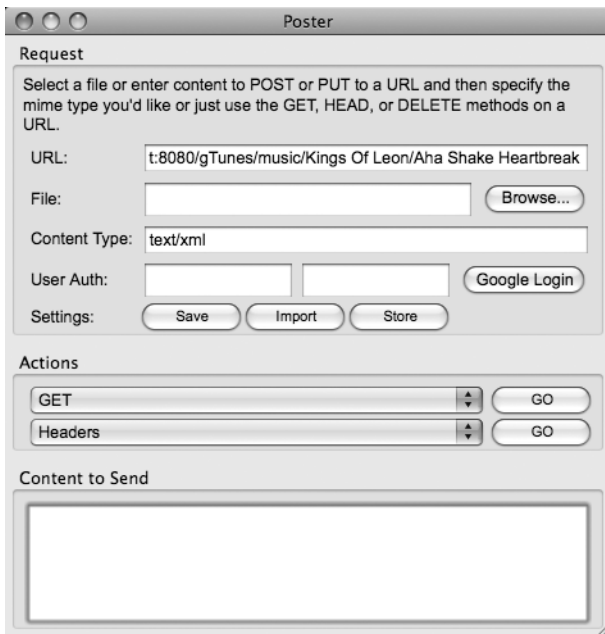 Poster
Request
Select a file or enter content to POST or PUT to a URL and then specify the
mime type you'd like or just use the GET, HEAD, or DELETE methods on a
URL.
URL: t:8080/gTunes/music/Kings Of Leon/Aha Shake Heartbreak
File: Browse...
Content Type: text/xml
User Auth: Google Login
Settings: Save Import Store
Actions
GET GO
Headers GO
Content to Send